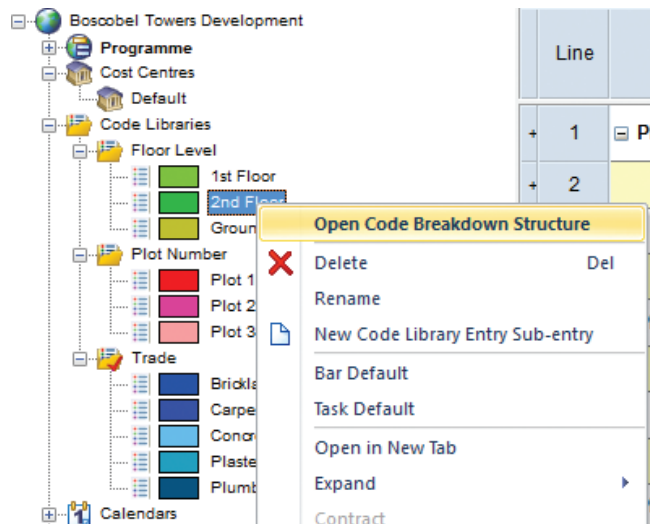 Boscobel Towers Development
Programme
Cost Centres
Default
Code Libraries
Floor Level
1st Floor
2nd Floor
Groun
Plot Number
Plot 1
Plot 2
Plot 3
Trade
Brickla
Carpe
Concre
Plaste
Plumb
Calendars
Line
1 P
2
Open Code Breakdown Structure
Delete Del
Rename
New Code Library Entry Sub-entry
Bar Default
Task Default
Open in New Tab
Expand
Contract